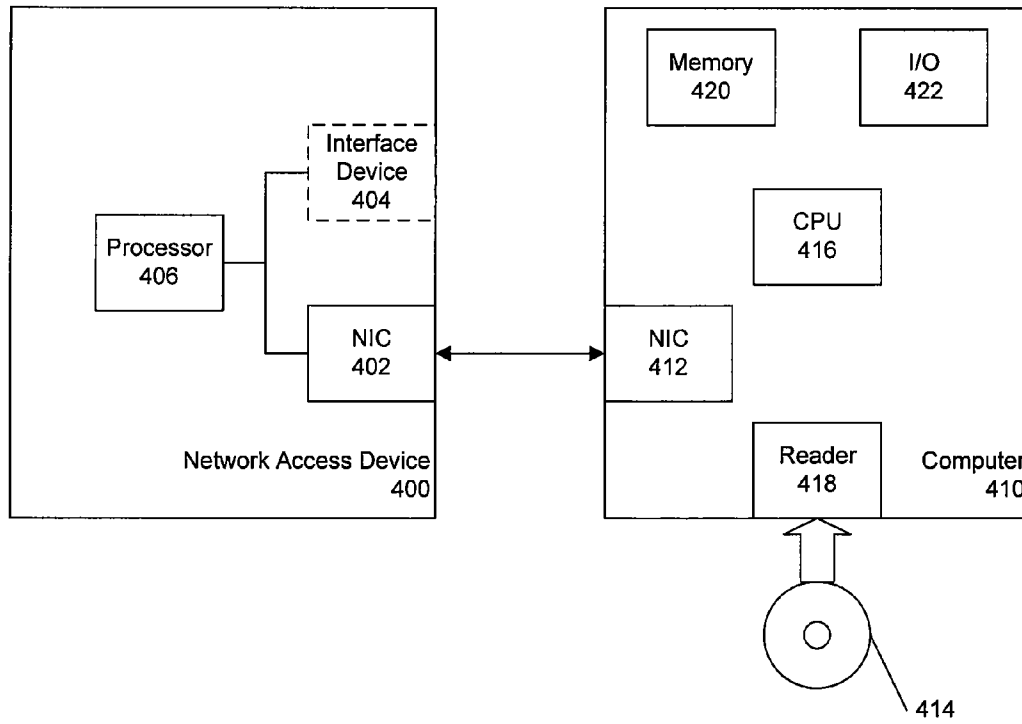 Memory
420
I/O
422
Interface
Device
404
CPU
416
Processor
406
NIC
402
NIC
412
Network Access Device
400
Reader
418
Computer
410
414